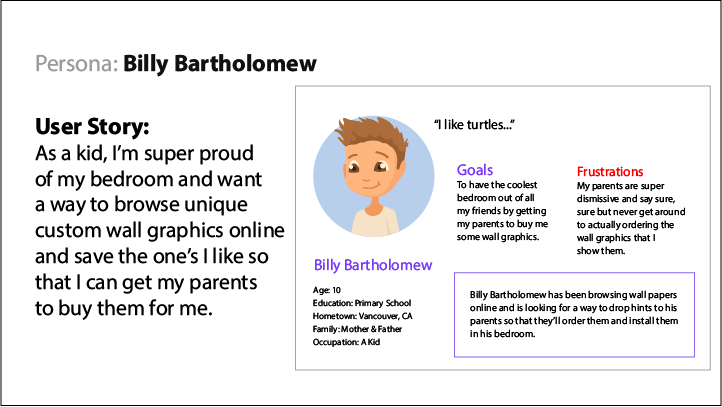 Persona: Billy Bartholomew
User Story:
As a kid, I'm super proud
of my bedroom and want
a way to browse unique
custom wall graphics online
and save the one's I like so
that I can get my parents
to buy them for me.
“I like turtles...”
Goals
To have the coolest
bedroom out of all
my friends by getting
my parents to buy me
some wall graphics.
Frustrations
My parents are super
dismissive and say sure,
sure but never get around
to actually ordering the
wall graphics that I
show them.
Billy Bartholomew
Age: 10
Education: Primary School
Hometown: Vancouver, CA
Family: Mother & Father
Occupation: A Kid
Billy Bartholomew has been browsing wall papers
online and is looking for a way to drop hints to his
parents so that they'll order them and install them
in his bedroom.